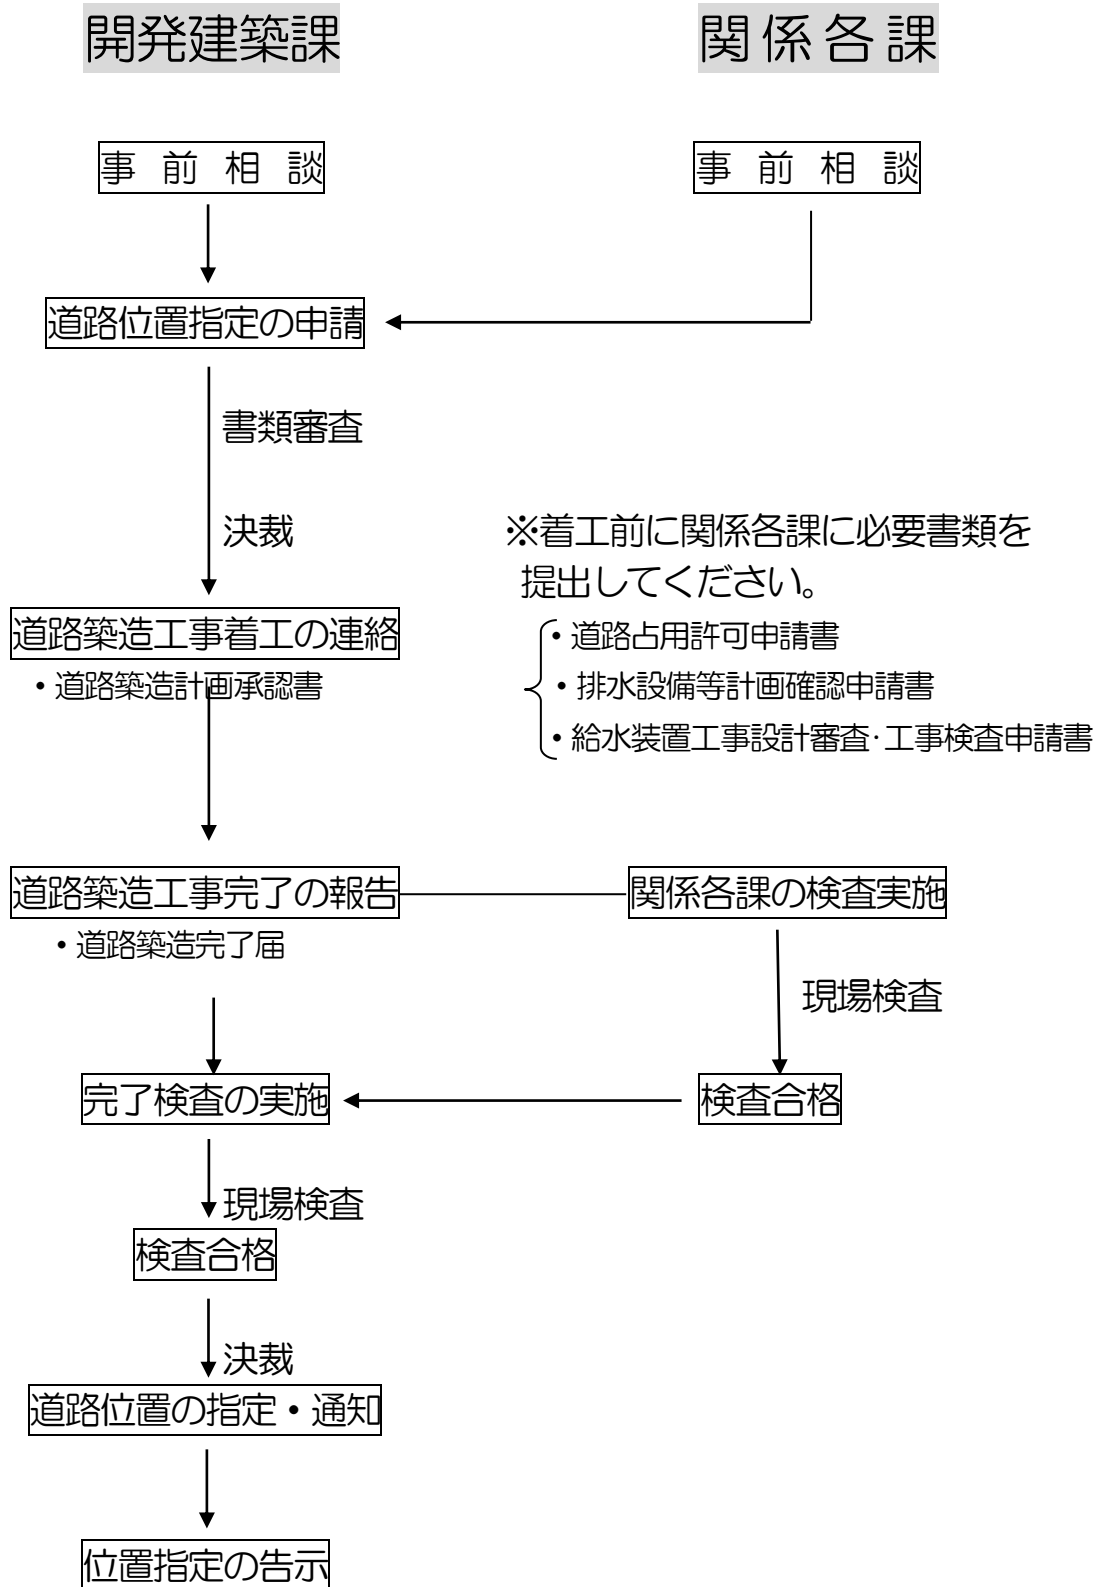 開発建築課
関係各課
事前相談
事前相談
道路位置指定の申請
書類審査
決裁
※着工前に関係各課に必要書類を
提出してください。
道路築造工事着工の連絡
・道路築造計画承認書
・道路占用許可申請書
・排水設備等計画確認申請書
・給水装置工事設計審査･工事検査申請書
道路築造工事完了の報告
関係各課の検査実施
・道路築造完了届
現場検査
完了検査の実施
検査合格
現場検査
検査合格
決裁
道路位置の指定・通知
位置指定の告示